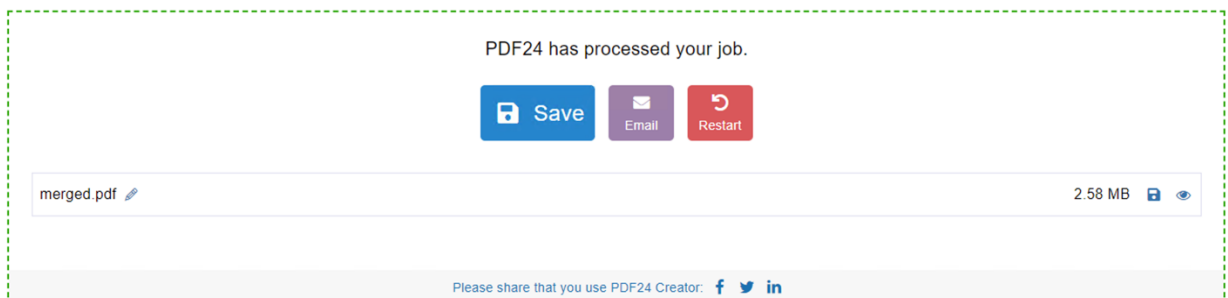 PDF24 has processed your job.
Save
Email
Restart
merged.pdf 2.58 MB
Please share that you use PDF24 Creator: